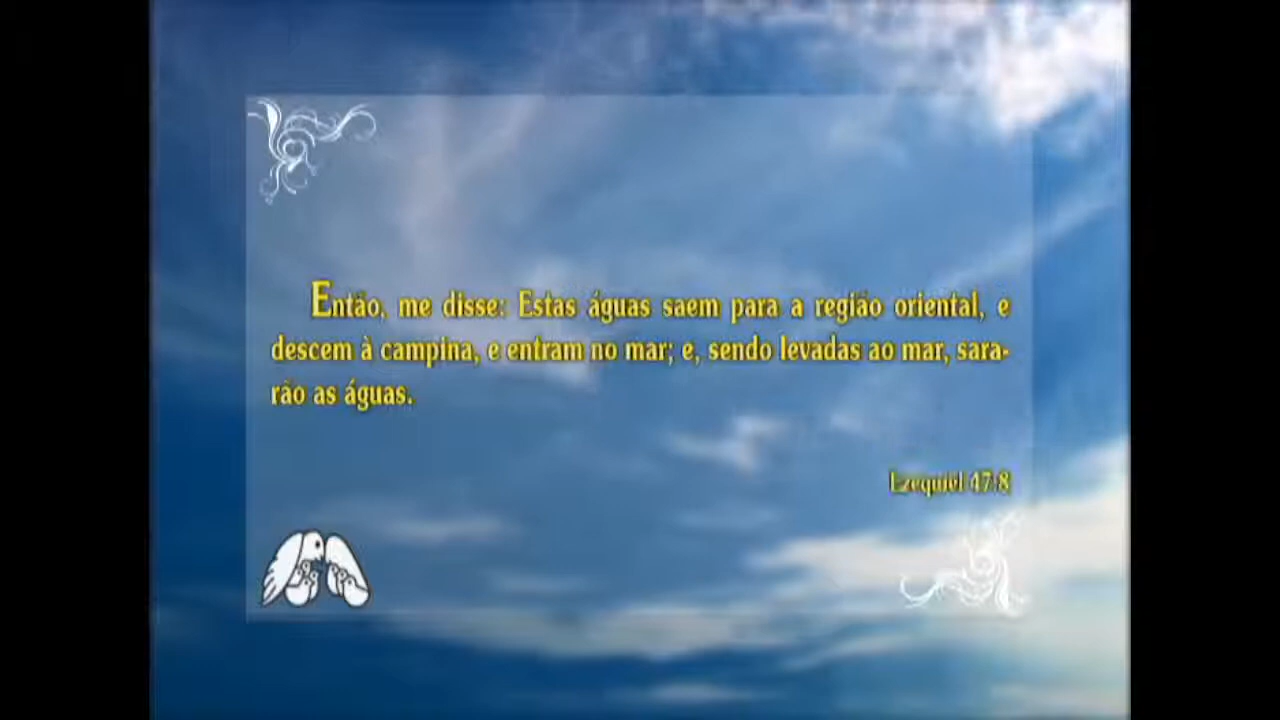 Então, me disse: Estas águas saem para a região oriental, e
descem à campina, e entram no mar; e, sendo levadas ao mar, sara-
rão as águas.
Ezequiel 47:8